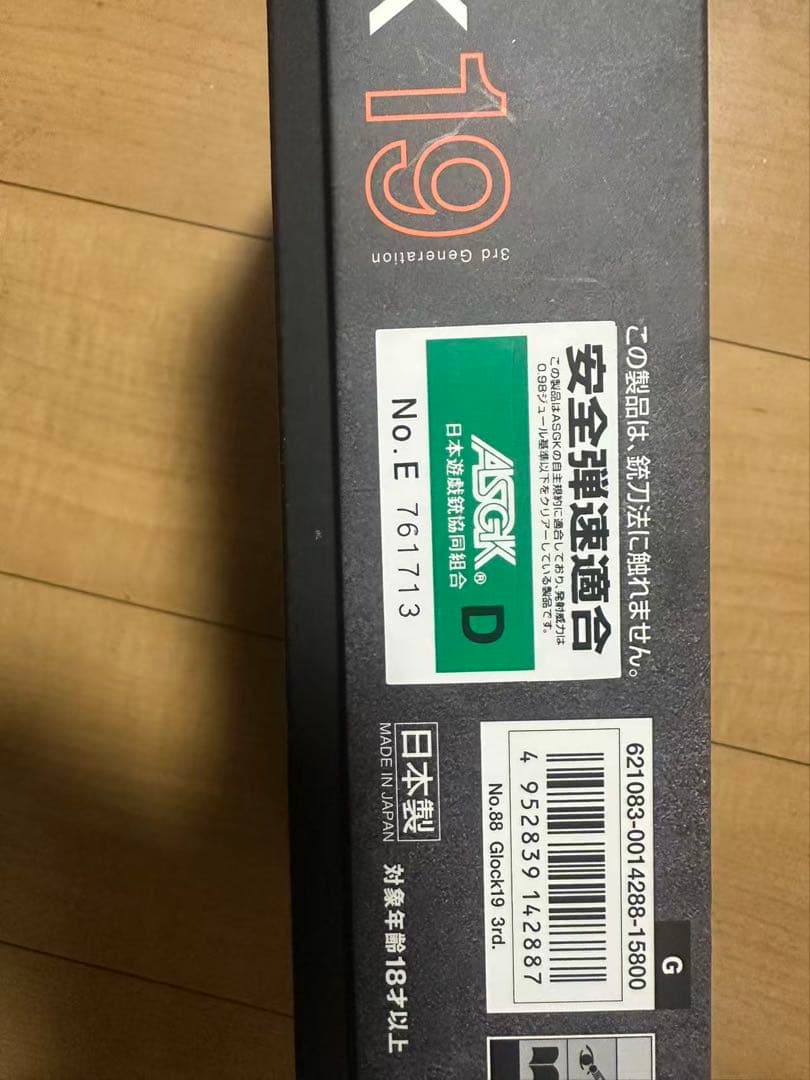 K
19
3rd Generation
この製品は、銃刀法に触れません。
安全弾速適合
この製品はASGKの自主規約に適合しており、発射威力は
0.98ジュール基準以下をクリアーしている製品です。
ASGK®
日本遊戯銃協同組合
D
No.E 761713
621083-0014288-15800
G
4 952839 142887
No.88 Glock19 3rd.
日本製
MADE IN JAPAN
対象年齢18才以上